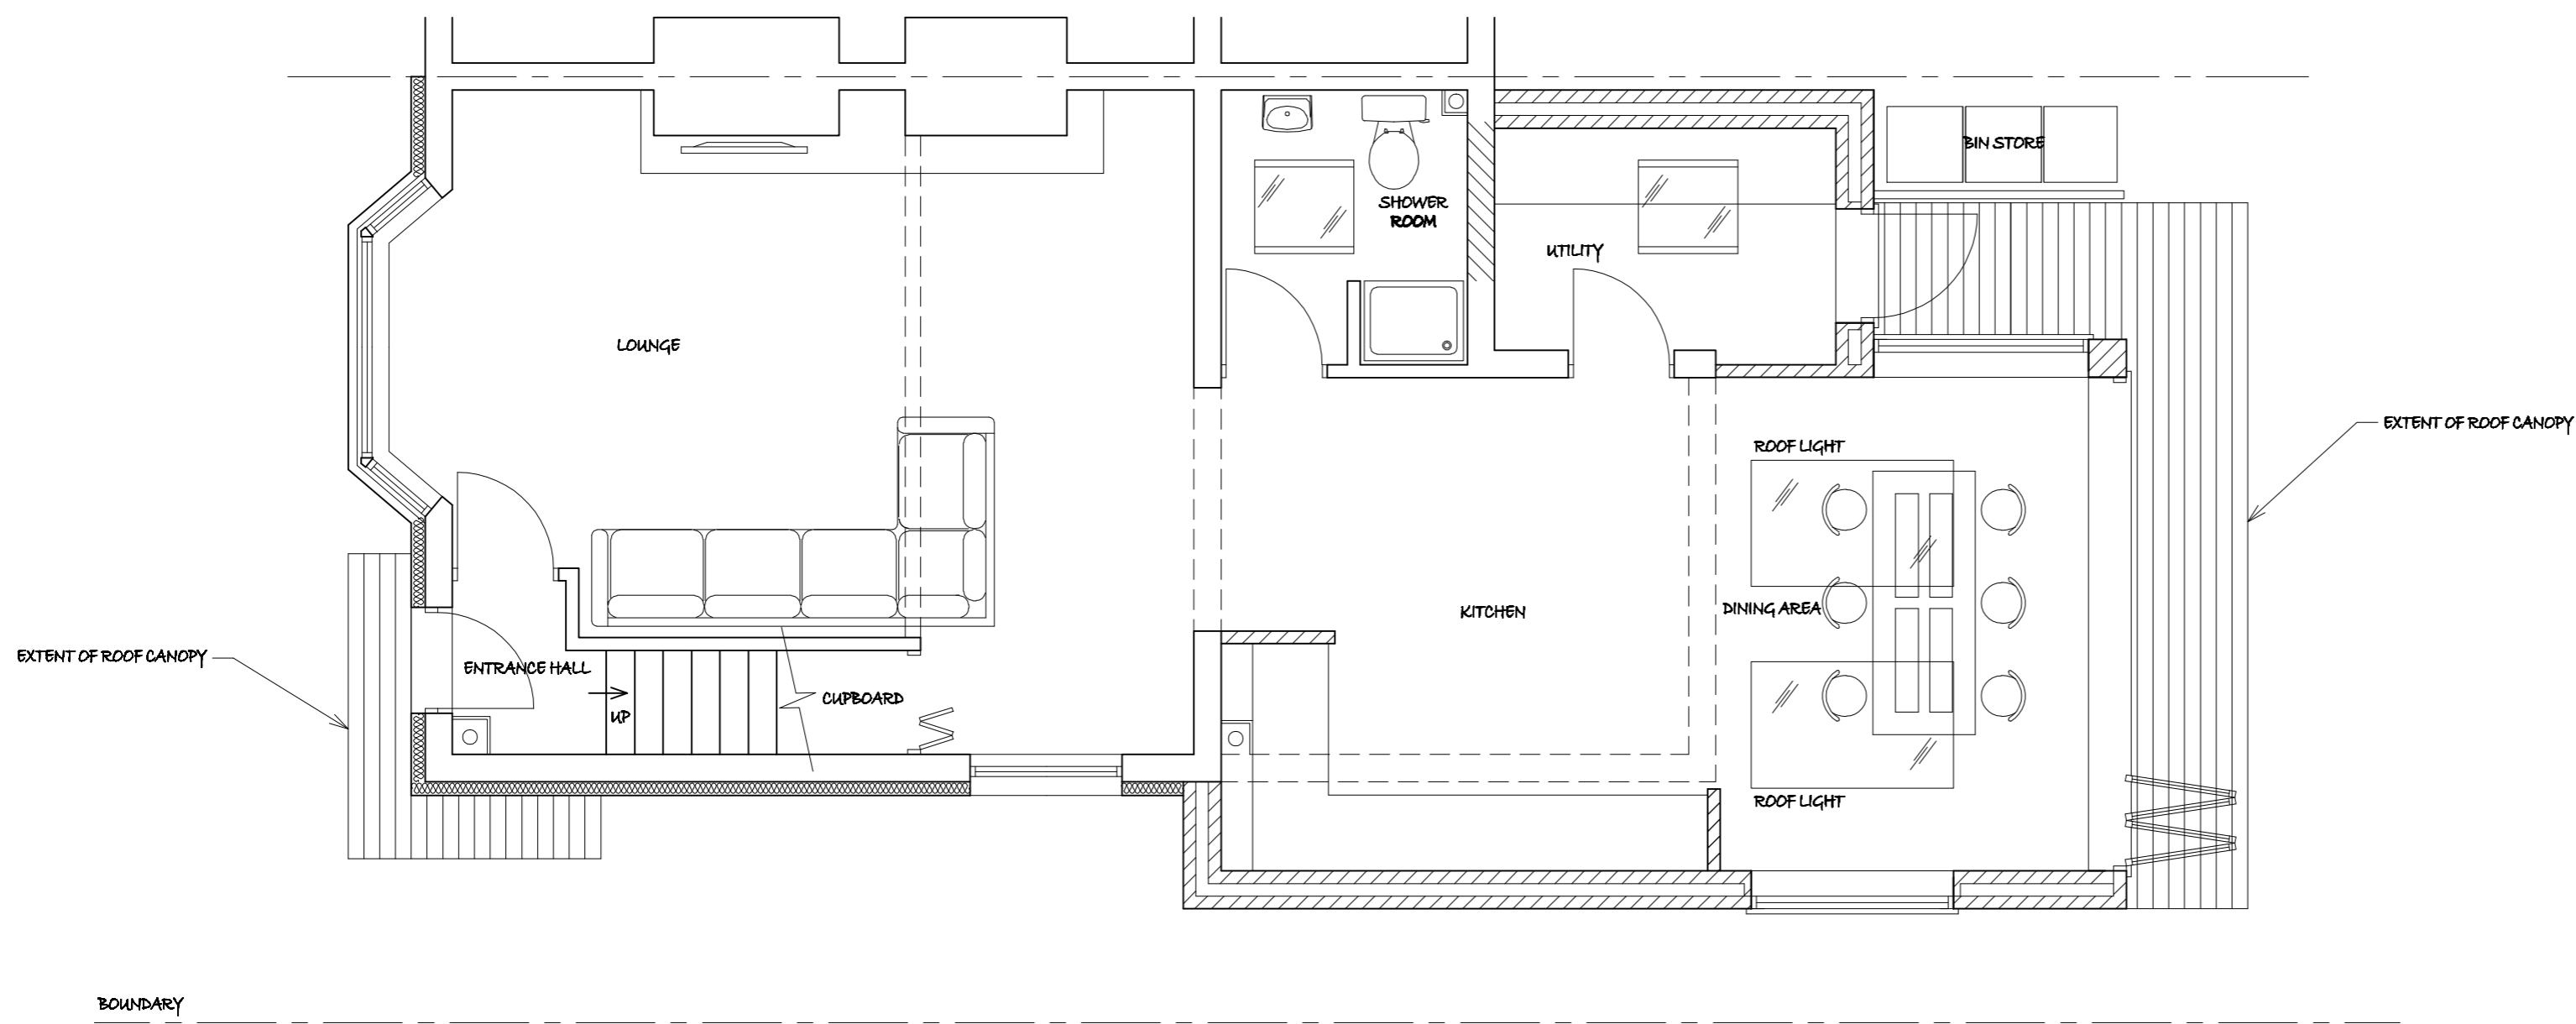 BIN STORE
SHOWER
ROOM
UTILITY
LOUNGE
EXTENT OF ROOF CANOPY
ROOF LIGHT
DINING AREA
KITCHEN
EXTENT OF ROOF CANOPY
ENTRANCE HALL
CUPBOARD
UP
ROOF LIGHT
BOUNDARY